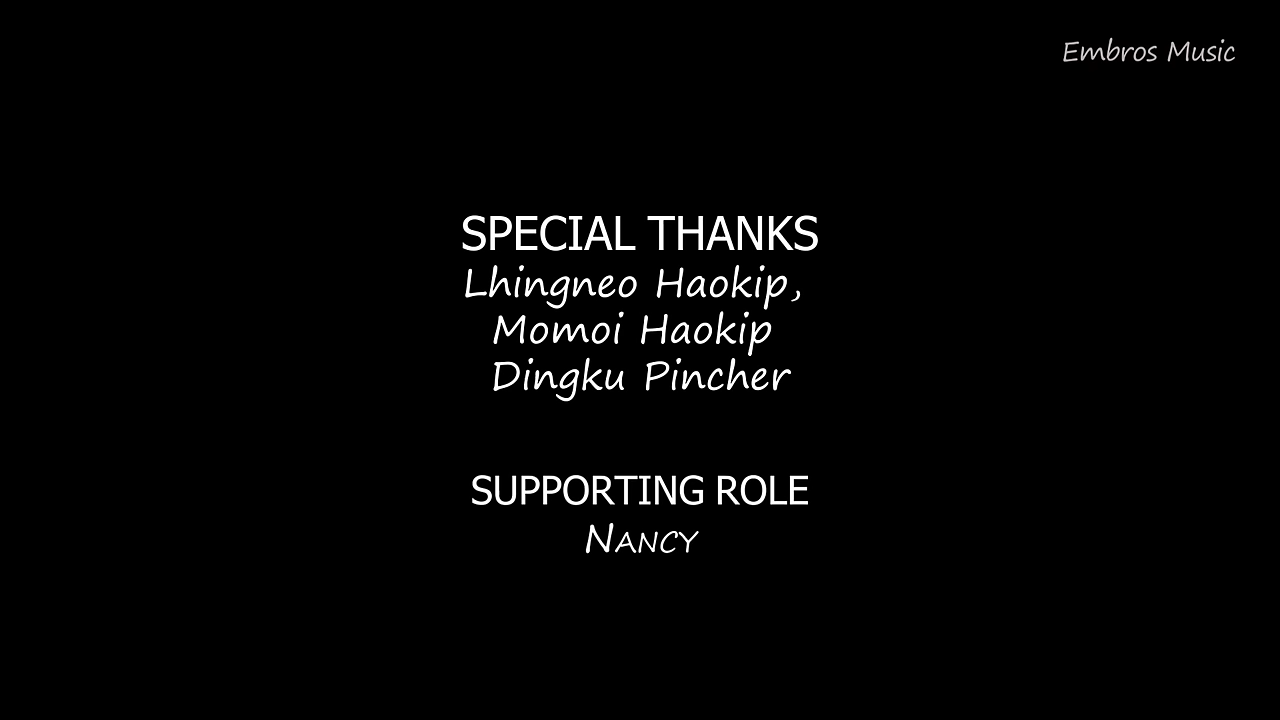 Embros Music
SPECIAL THANKS
Lhingneo Haokip,
Momoi Haokip
Dingku Pincher
SUPPORTING ROLE
NANCY